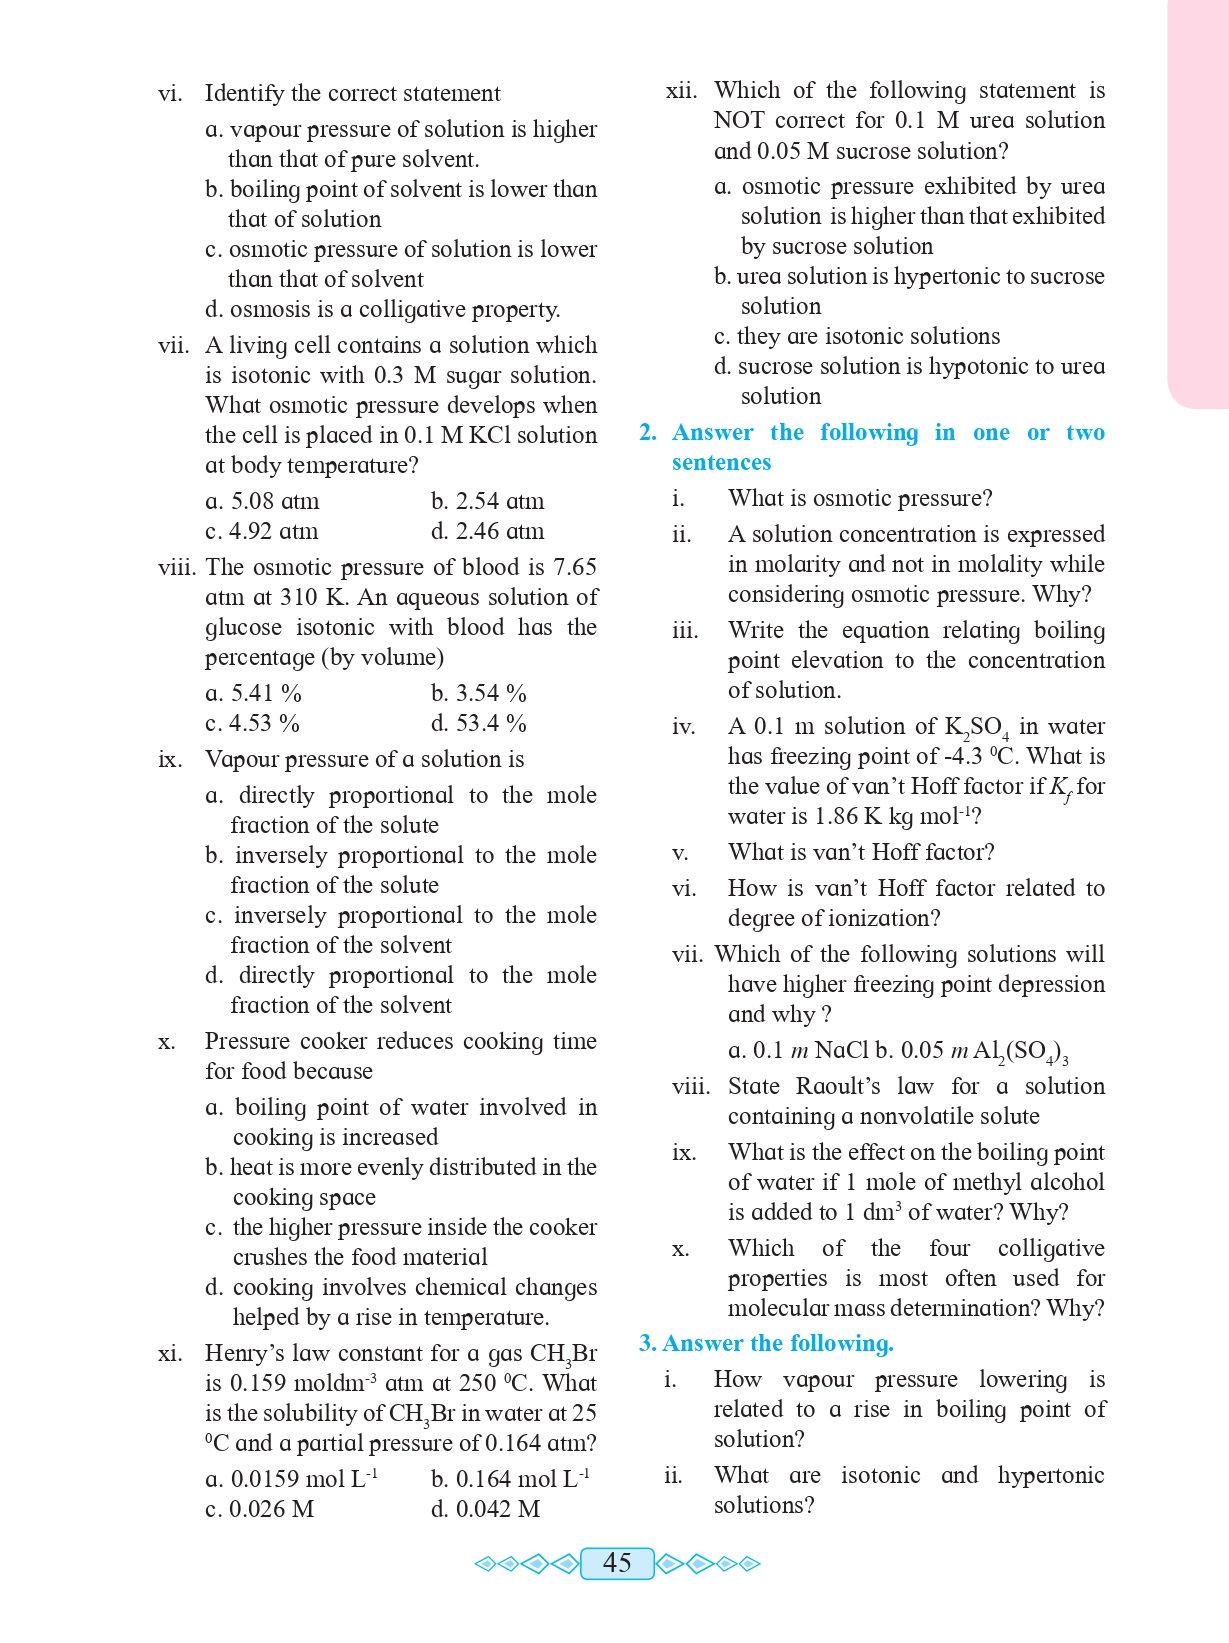 vi. Identify the correct statement
a. vapour pressure of solution is higher
than that of pure solvent.
b. boiling point of solvent is lower than
that of solution
c. osmotic pressure of solution is lower
than that of solvent
d. osmosis is a colligative property.
vii. A living cell contains a solution which
is isotonic with 0.3 M sugar solution.
What osmotic pressure develops when
the cell is placed in 0.1 M KCl solution
at body temperature?
a. 5.08 atm b. 2.54 atm
c. 4.92 atm d. 2.46 atm
viii. The osmotic pressure of blood is 7.65
atm at 310 K. An aqueous solution of
glucose isotonic with blood has the
percentage (by volume)
a. 5.41 % b. 3.54 %
c. 4.53 % d. 53.4 %
ix. Vapour pressure of a solution is
a. directly proportional to the mole
fraction of the solute
b. inversely proportional to the mole
fraction of the solute
c. inversely proportional to the mole
fraction of the solvent
d. directly proportional to the mole
fraction of the solvent
x. Pressure cooker reduces cooking time
for food because
a. boiling point of water involved in
cooking is increased
b. heat is more evenly distributed in the
cooking space
c. the higher pressure inside the cooker
crushes the food material
d. cooking involves chemical changes
helped by a rise in temperature.
xi. Henry’s law constant for a gas CH₃Br
is 0.159 moldm⁻³ atm at 250 ⁰C. What
is the solubility of CH₃Br in water at 25
⁰C and a partial pressure of 0.164 atm?
a. 0.0159 mol L⁻¹ b. 0.164 mol L⁻¹
c. 0.026 M d. 0.042 M
xii. Which of the following statement is
NOT correct for 0.1 M urea solution
and 0.05 M sucrose solution?
a. osmotic pressure exhibited by urea
solution is higher than that exhibited
by sucrose solution
b. urea solution is hypertonic to sucrose
solution
c. they are isotonic solutions
d. sucrose solution is hypotonic to urea
solution
2. Answer the following in one or two
sentences
i. What is osmotic pressure?
ii. A solution concentration is expressed
in molarity and not in molality while
considering osmotic pressure. Why?
iii. Write the equation relating boiling
point elevation to the concentration
of solution.
iv. A 0.1 m solution of K₂SO₄ in water
has freezing point of -4.3 ⁰C. What is
the value of van’t Hoff factor if K_f for
water is 1.86 K kg mol⁻¹?
v. What is van’t Hoff factor?
vi. How is van’t Hoff factor related to
degree of ionization?
vii. Which of the following solutions will
have higher freezing point depression
and why ?
a. 0.1 m NaCl b. 0.05 m Al₂(SO₄)₃
viii. State Raoult’s law for a solution
containing a nonvolatile solute
ix. What is the effect on the boiling point
of water if 1 mole of methyl alcohol
is added to 1 dm³ of water? Why?
x. Which of the four colligative
properties is most often used for
molecular mass determination? Why?
3. Answer the following.
i. How vapour pressure lowering is
related to a rise in boiling point of
solution?
ii. What are isotonic and hypertonic
solutions?
45